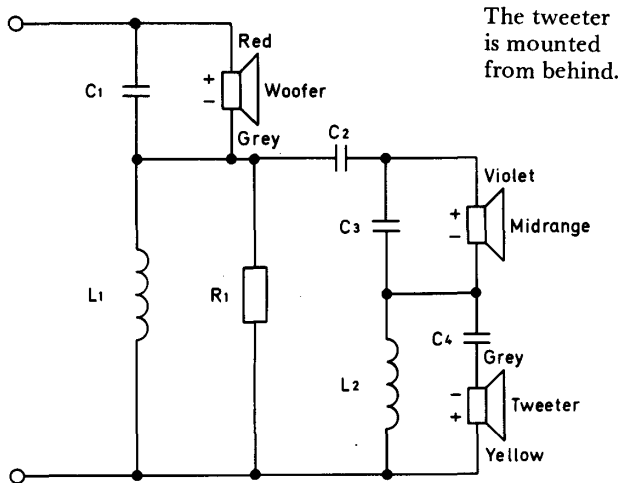 The tweeter
is mounted
from behind.
Red
C1
+
−
Woofer
Grey
C2
Violet
C3
+
−
Midrange
L1
R1
C4
Grey
L2
−
+
Tweeter
Yellow